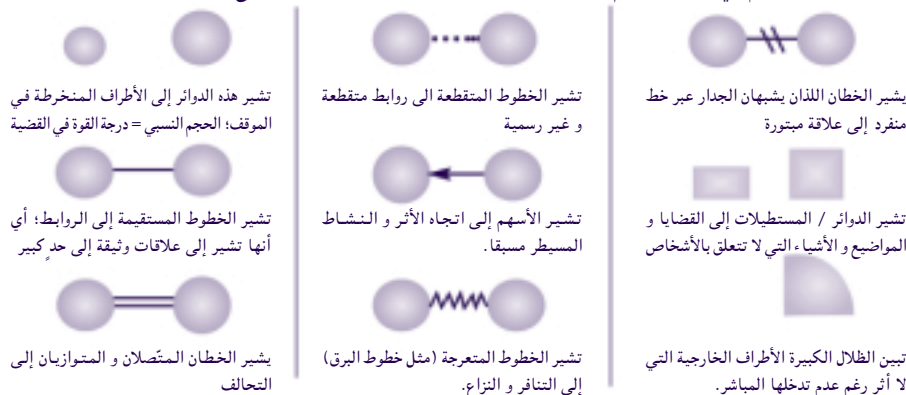 يشير الخطان اللذان يشبهان الجدار عبر خط
منفرد إلى علاقة مبتورة
تشير الدوائر / المستطيلات إلى القضايا و
المواضيع و الأشياء التي لا تتعلق بالأشخاص
تبين الظلال الكبيرة الأطراف الخارجية التي
لا أثر رغم عدم تدخلها المباشر.
تشير الخطوط المتقطعة الى روابط متقطعة
و غير رسمية
تشير الأسهم إلى اتجاه الأثر و النشاط
المسيطر مسبقا.
تشير الخطوط المتعرجة (مثل خطوط البرق)
إلى التنافر و النزاع.
تشير هذه الدوائر إلى الأطراف المنخرطة في
الموقف؛ الحجم النسبي = درجة القوة في القضية
تشير الخطوط المستقيمة إلى الروابط؛ أي
أنها تشير إلى علاقات وثيقة إلى حدٍ كبير
يشير الخطان المتّصلان و المتوازيان إلى
التحالف